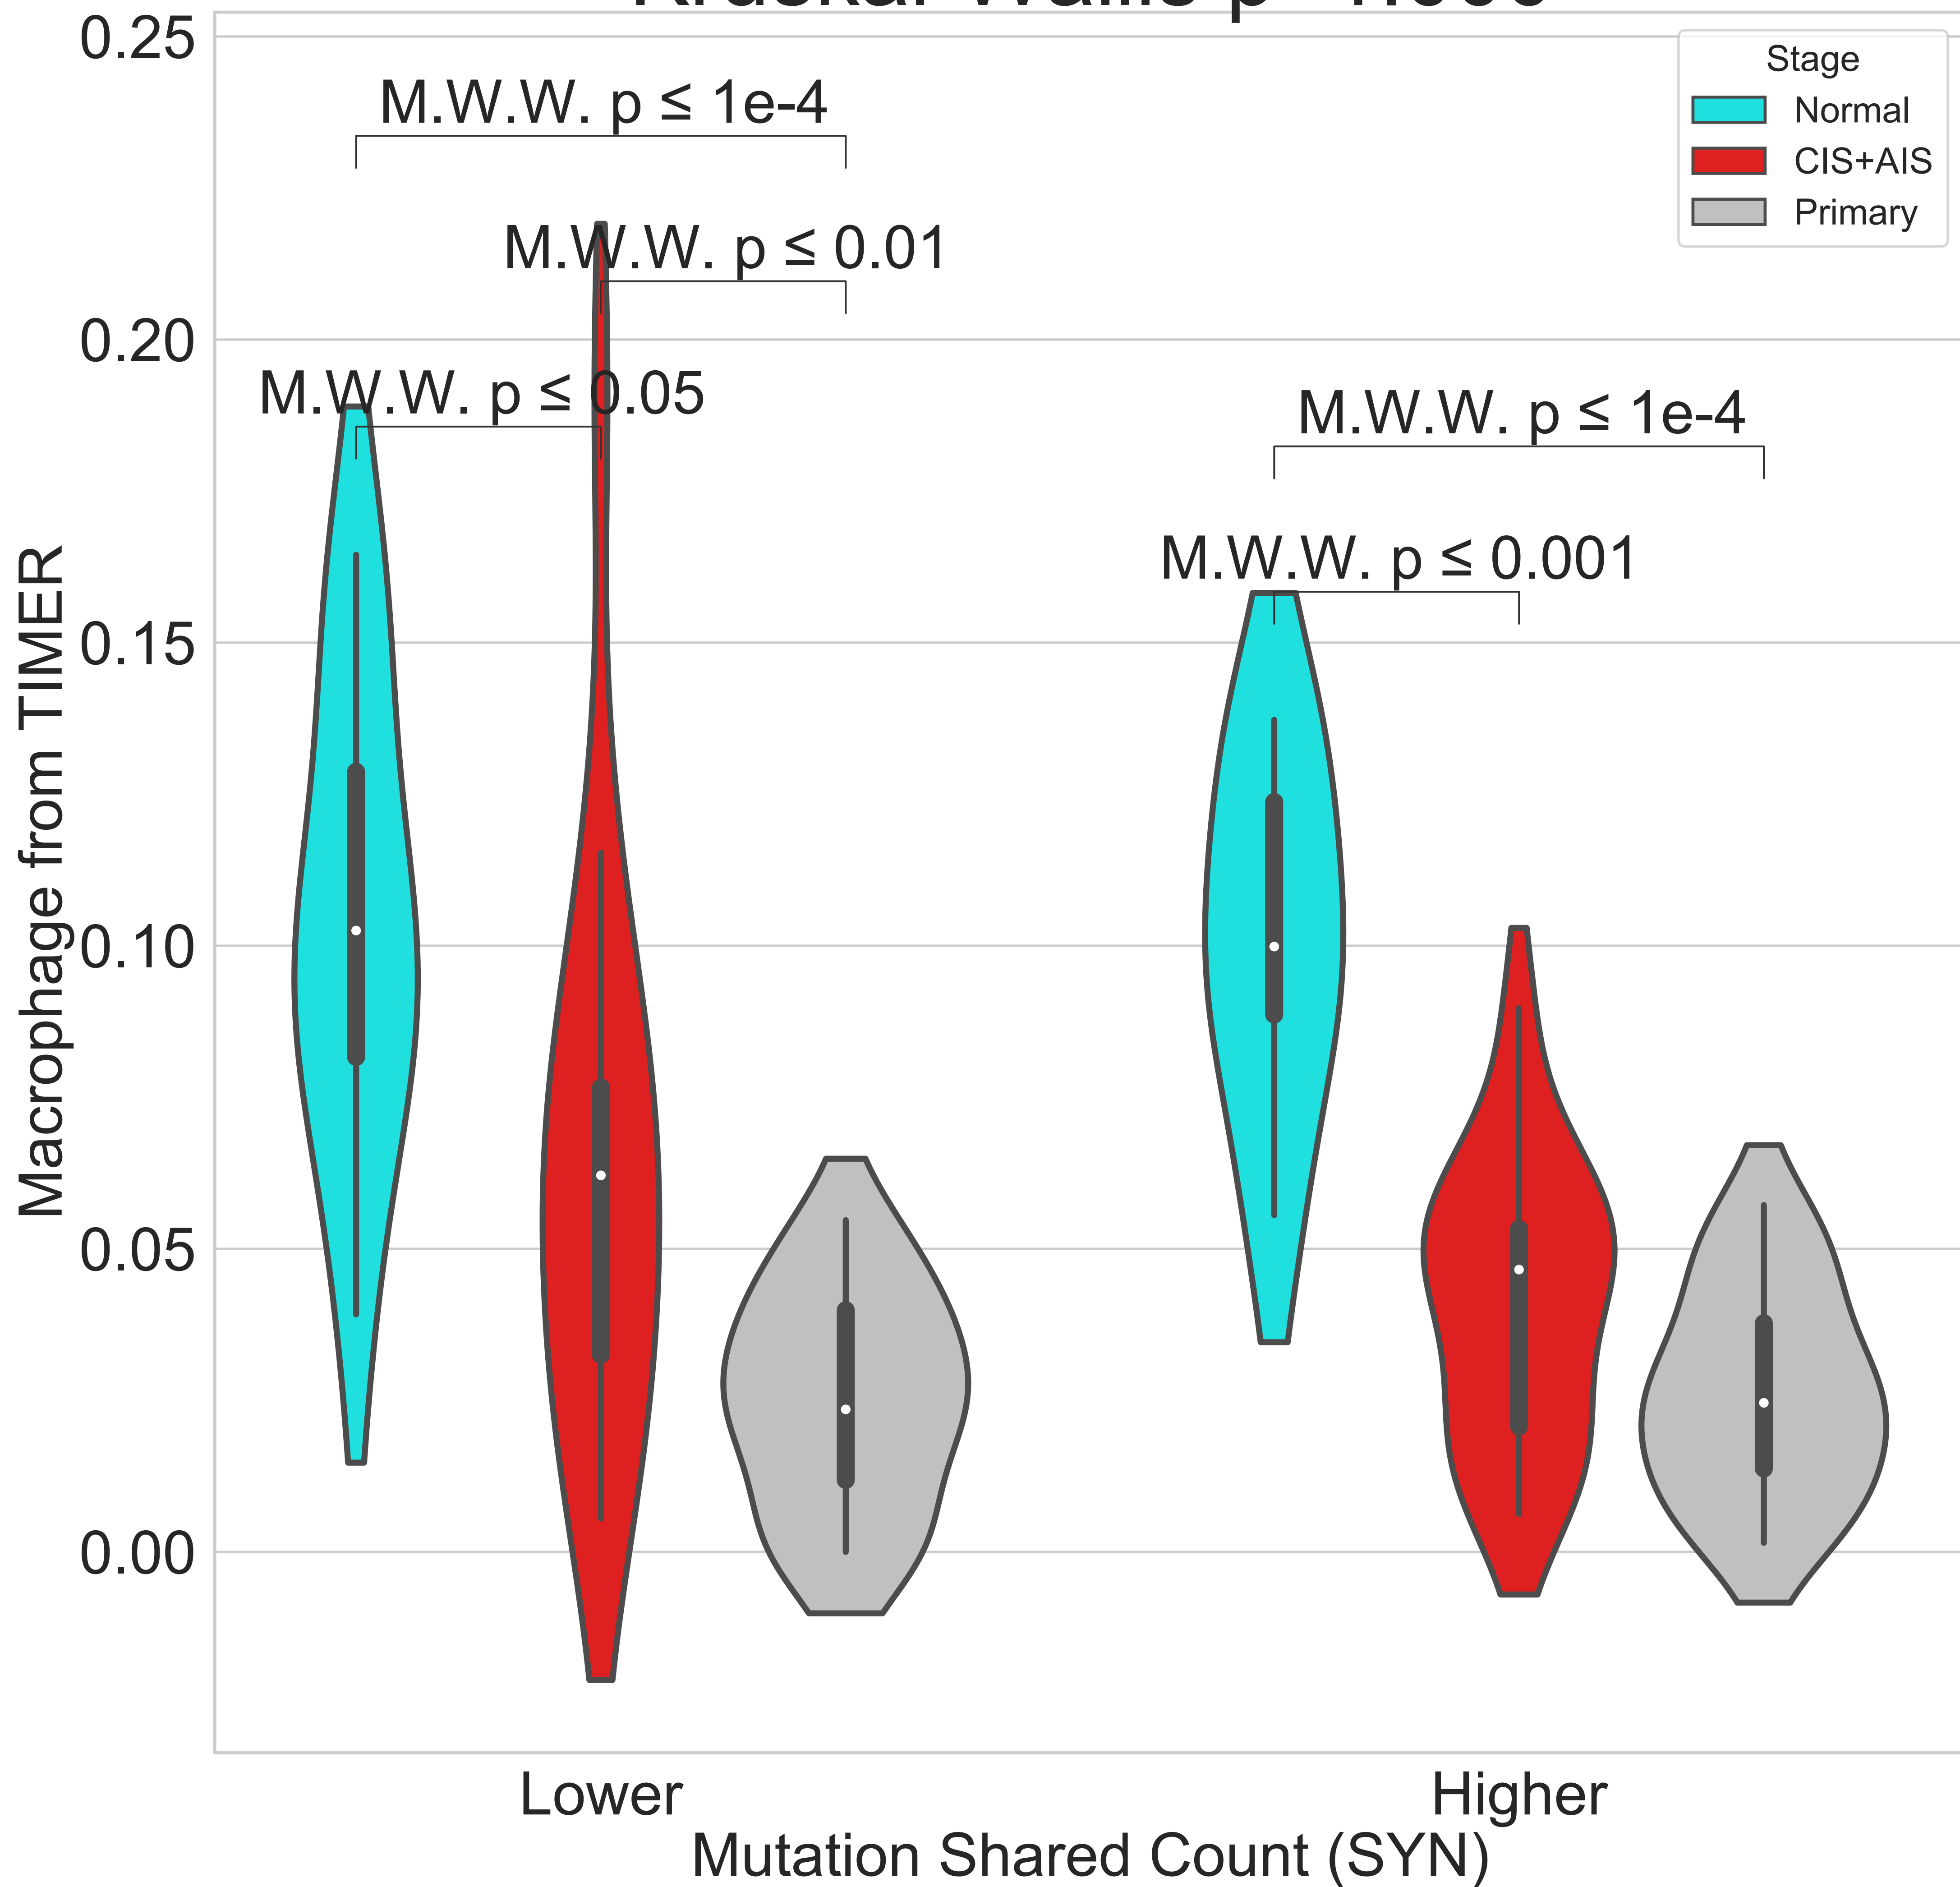 0.25
0.20
0.15
0.10
0.05
0.00
Macrophage from TIMER
M.W.W. p ≤ 1e-4
M.W.W. p ≤ 0.01
M.W.W. p ≤ 0.05
M.W.W. p ≤ 1e-4
M.W.W. p ≤ 0.001
Stage
Normal
CIS+AIS
Primary
Lower
Higher
Mutation Shared Count (SYN)